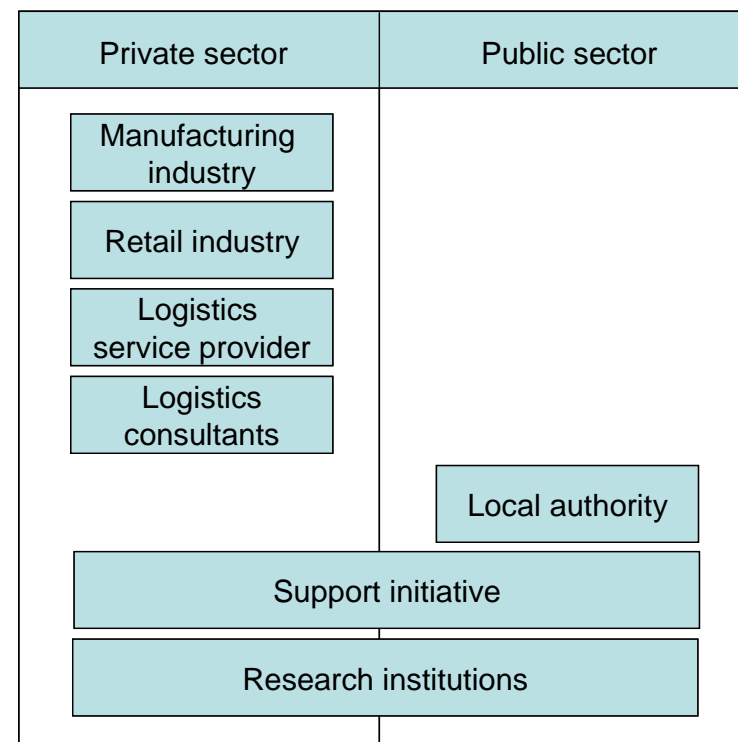 Private sector
Public sector
Manufacturing
industry
Retail industry
Logistics
service provider
Logistics
consultants
Local authority
Support initiative
Research institutions